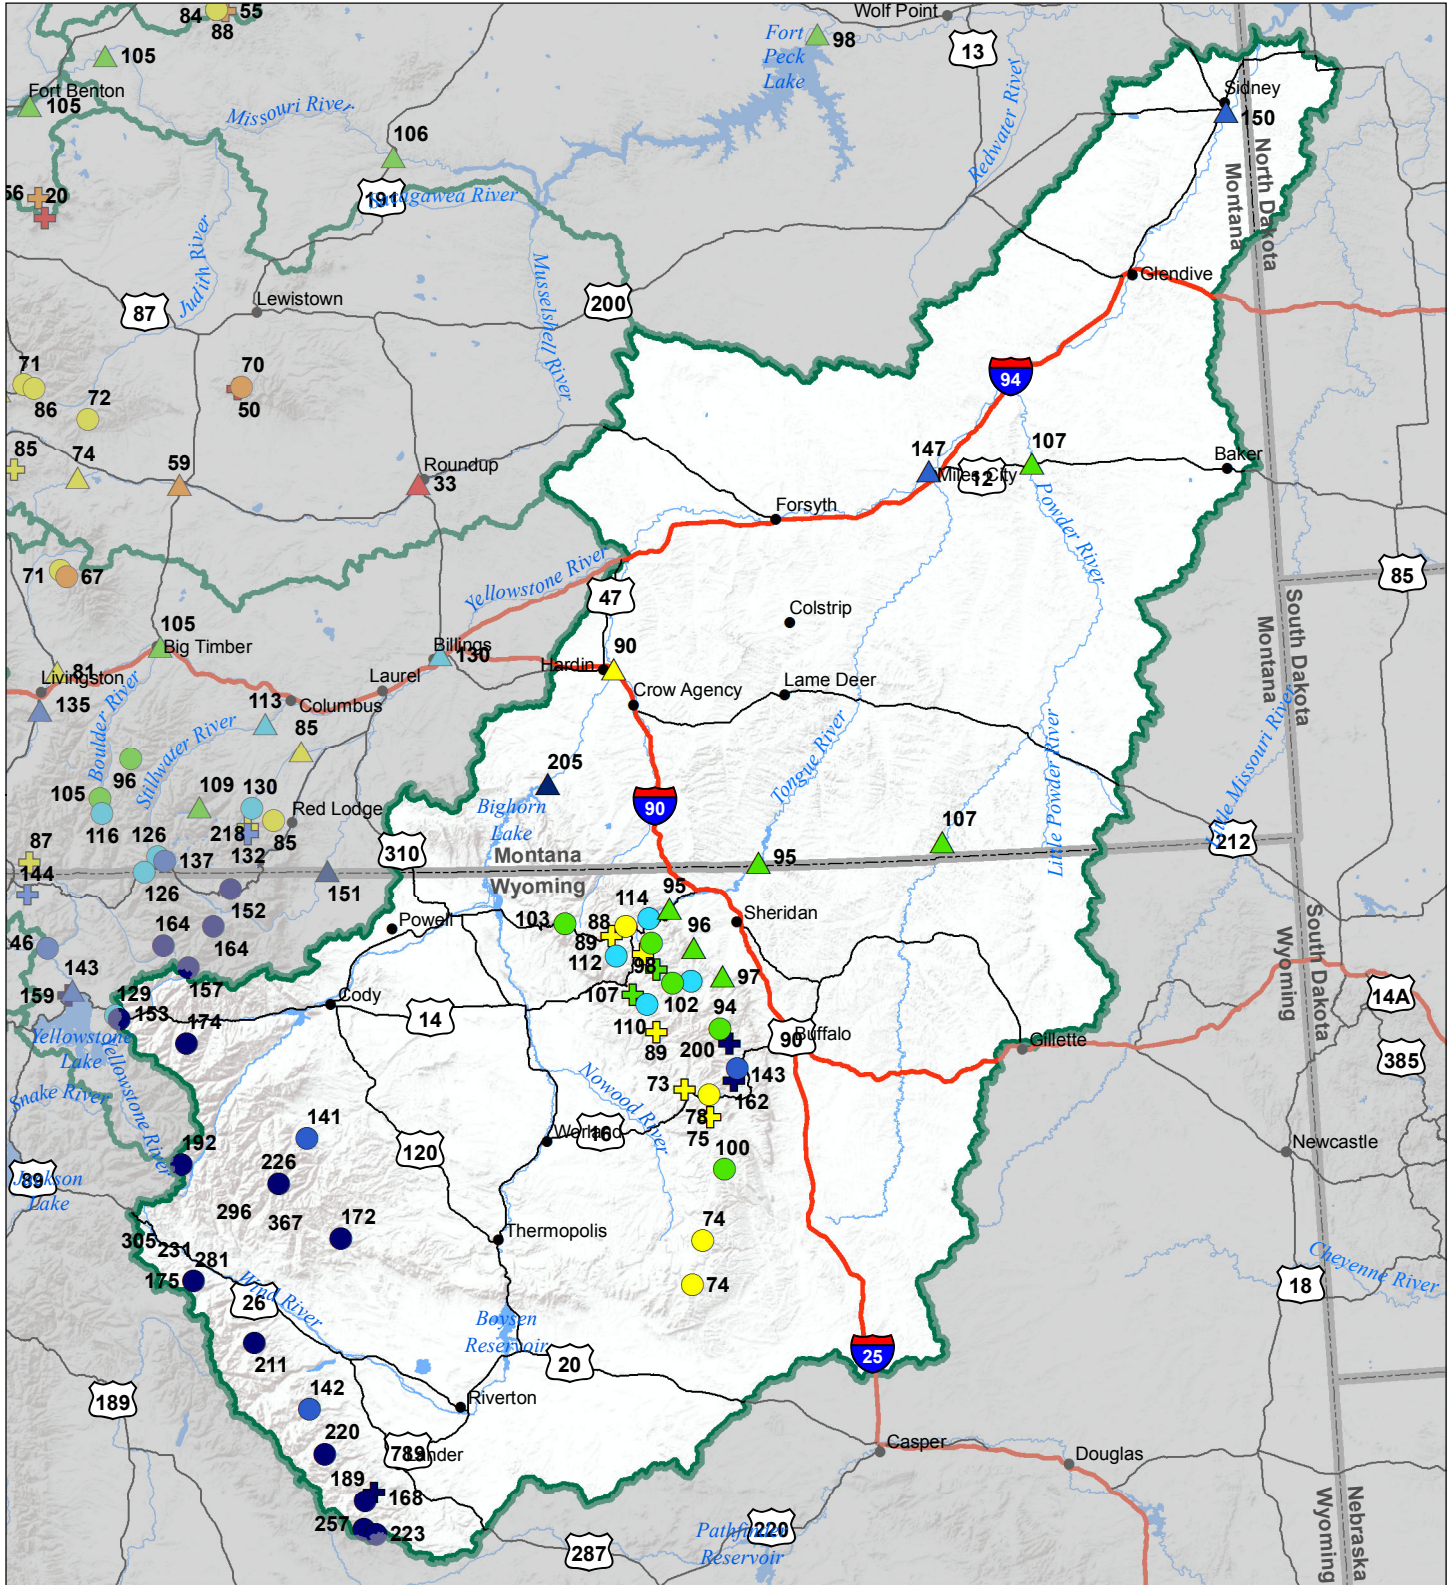 84
55
88
Wolf Point
13
105
Fort
Peck
Lake
98
Fort Benton
105
Missouri River
Redwater River
Sidney
150
106
North Dakota
Montana
56
20
191
Sacagawea River
Judith River
Musselshell River
87
Lewistown
200
Glendive
71
86
72
70
50
94
85
74
59
Roundup
33
147
Miles City
12
107
Baker
Forsyth
Powder River
71
67
Yellowstone River
47
85
Colstrip
South Dakota
Montana
105
Big Timber
Billings
130
90
Hardin
81
Livingston
135
Laurel
Lame Deer
Crow Agency
Columbus
Boulder River
Stillwater River
113
85
96
205
Tongue River
Little Powder River
Little Missouri River
105
116
109
130
218
85
Red Lodge
Bighorn
Lake
90
107
212
87
126
137
132
310
Montana
Wyoming
95
144
126
152
151
114
95
Sheridan
103
88
164
164
Powell
89
96
South Dakota
Wyoming
46
112
98
143
157
97
159
129
153
Cody
107
102
14A
174
14
110
94
Yellowstone
Lake
Yellowstone River
89
200
90
Buffalo
Gillette
385
Snake River
Nowood River
73
143
162
78
75
141
120
Worland
16
Newcastle
192
89
Jackson
Lake
226
100
296
367
172
305
231
281
Thermopolis
74
175
Wind River
26
74
Cheyenne River
18
211
Boysen
Reservoir
20
25
189
142
Riverton
220
789
Lander
Casper
Douglas
189
168
257
223
287
Pathfinder
Reservoir
220
Nebraska
Wyoming